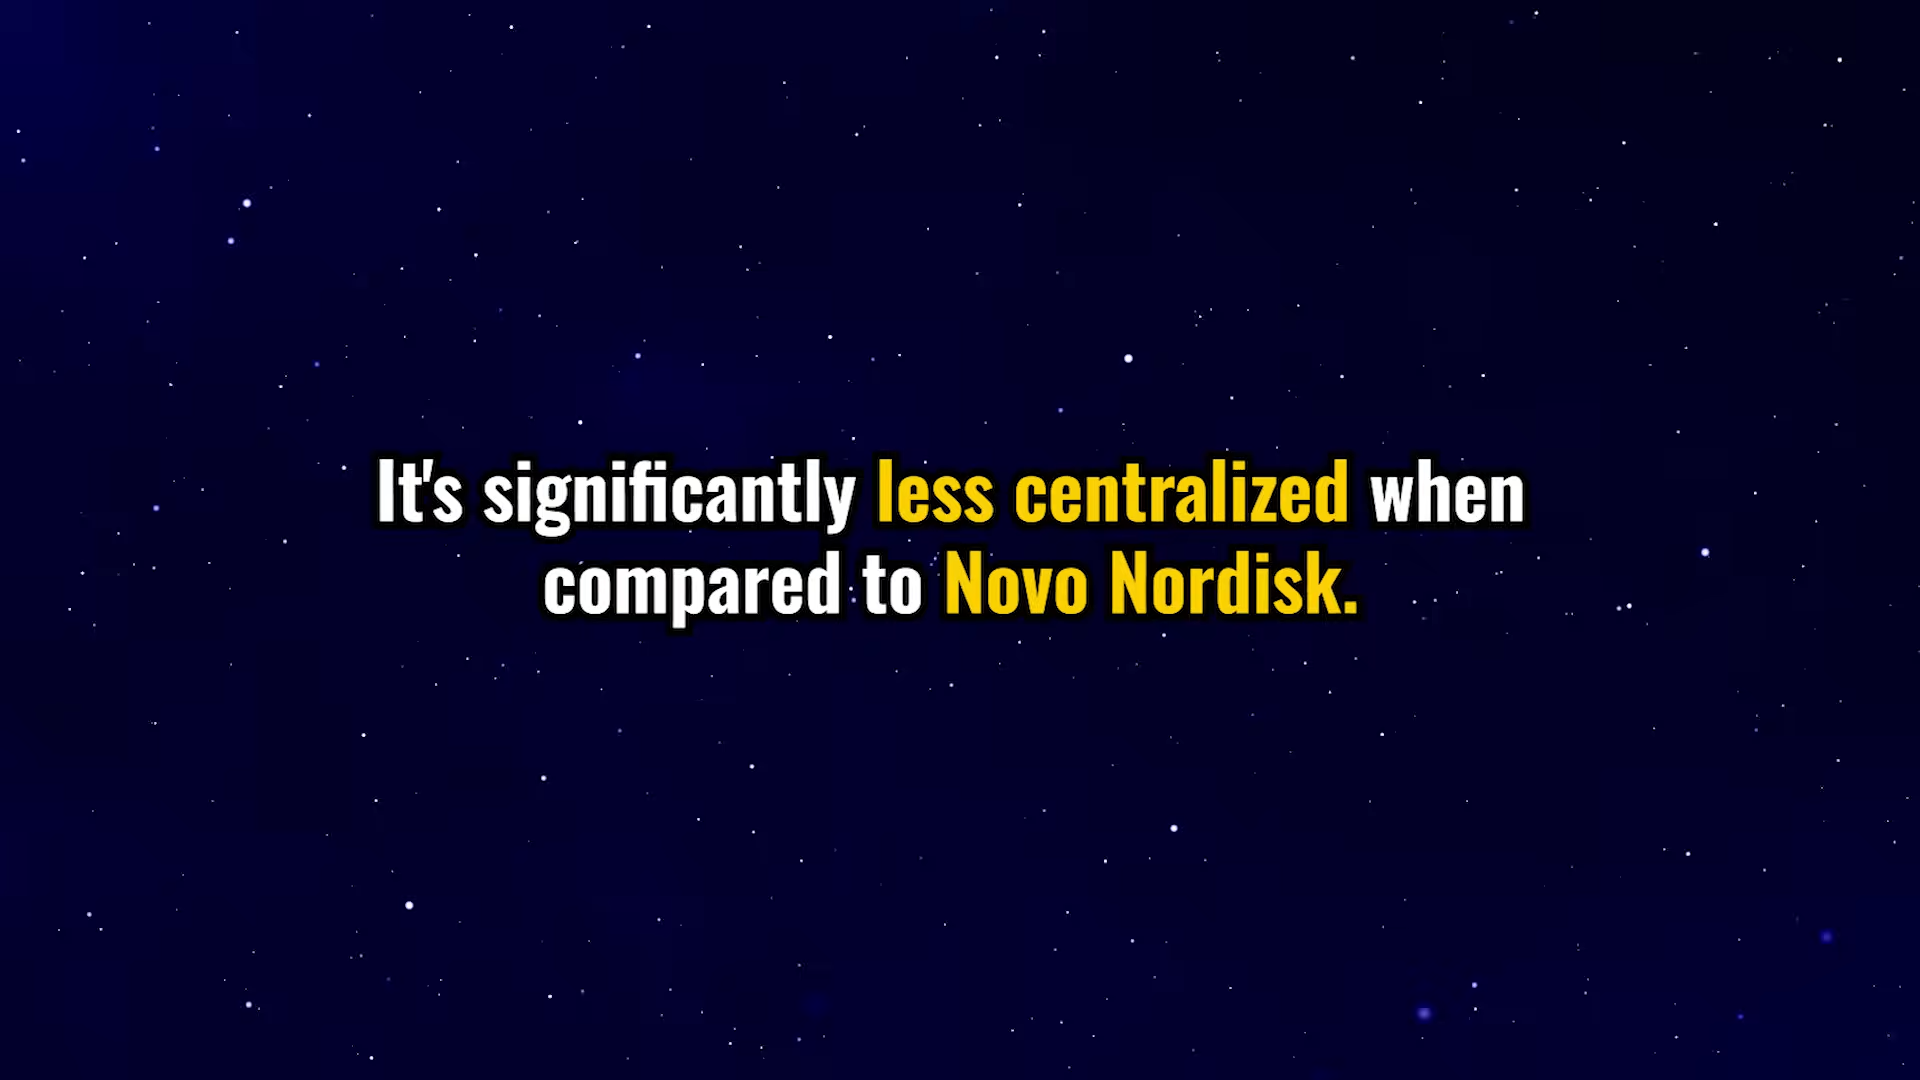 It's significantly less centralized when
compared to Novo Nordisk.